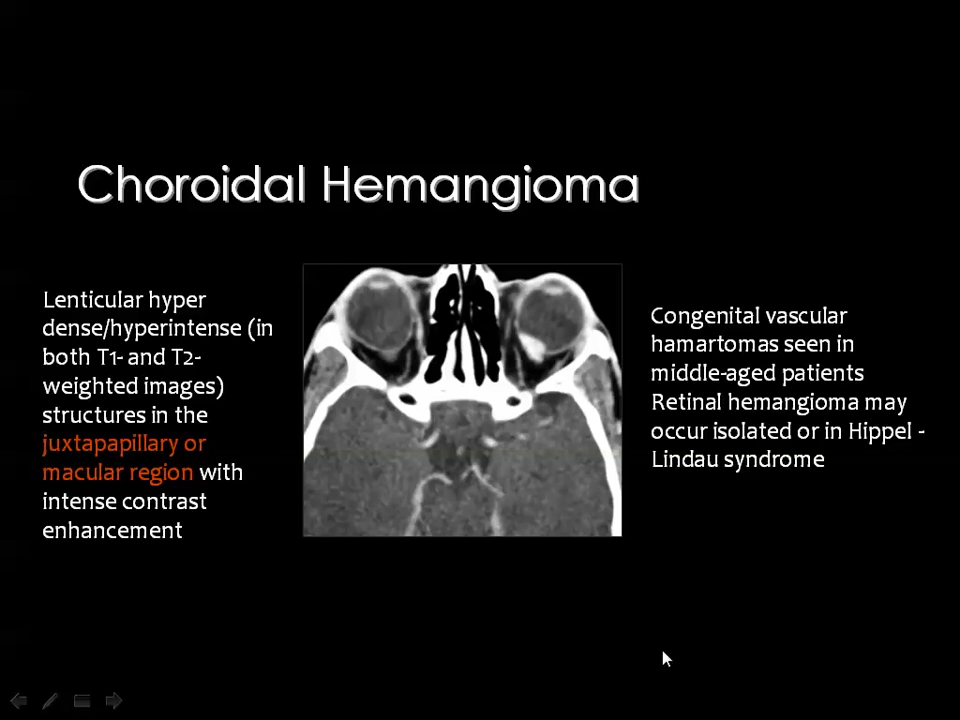 Choroidal Hemangioma
Lenticular hyper
dense/hyperintense (in
both T1- and T2-
weighted images)
structures in the
juxtapapillary or
macular region with
intense contrast
enhancement
Congenital vascular
hamartomas seen in
middle-aged patients
Retinal hemangioma may
occur isolated or in Hippel -
Lindau syndrome